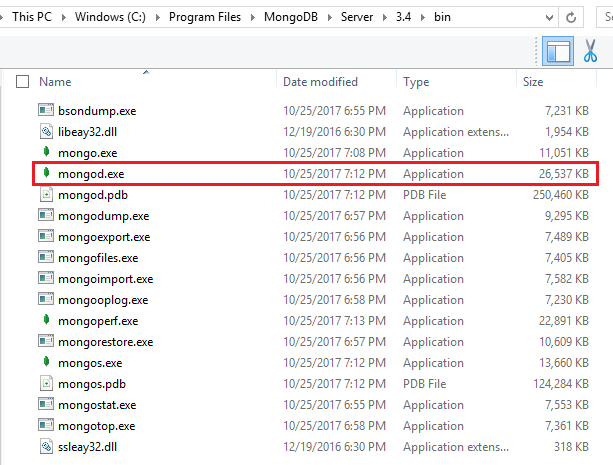 This PC > Windows (C:) > Program Files > MongoDB > Server > 3.4 > bin
Name Date modified Type Size
bsondump.exe 10/25/2017 6:55 PM Application 7,231 KB
libeay32.dll 12/19/2016 6:30 PM Application extens... 1,954 KB
mongo.exe 10/25/2017 7:08 PM Application 11,051 KB
mongod.exe 10/25/2017 7:12 PM Application 26,537 KB
mongod.pdb 10/25/2017 7:12 PM PDB File 250,460 KB
mongodump.exe 10/25/2017 6:57 PM Application 9,295 KB
mongoexport.exe 10/25/2017 6:56 PM Application 7,489 KB
mongofiles.exe 10/25/2017 6:56 PM Application 7,405 KB
mongoimport.exe 10/25/2017 6:56 PM Application 7,582 KB
mongooplog.exe 10/25/2017 6:58 PM Application 7,230 KB
mongoperf.exe 10/25/2017 7:13 PM Application 22,891 KB
mongorestore.exe 10/25/2017 6:57 PM Application 10,609 KB
mongos.exe 10/25/2017 7:12 PM Application 13,660 KB
mongos.pdb 10/25/2017 7:12 PM PDB File 124,284 KB
mongostat.exe 10/25/2017 6:55 PM Application 7,553 KB
mongotop.exe 10/25/2017 6:58 PM Application 7,361 KB
ssleay32.dll 12/19/2016 6:30 PM Application extens... 318 KB